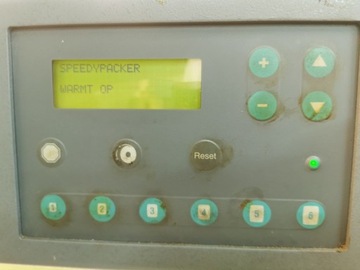 SPEEDYPACKER
WARMT OP
+
−
Reset
1 2 3 4 5 6